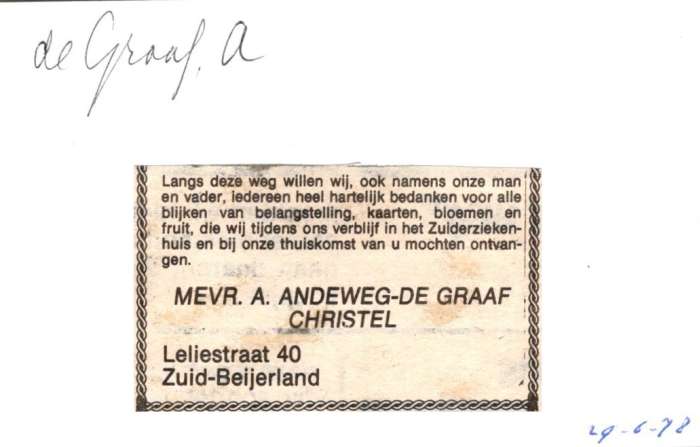 de Graaf, A
Langs deze weg willen wij, ook namens onze man
en vader, iedereen heel hartelijk bedanken voor alle
blijken van belangstelling, kaarten, bloemen en
fruit, die wij tijdens ons verblijf in het Zuiderzieken-
huis en bij onze thuiskomst van u mochten ontvan-
gen.
MEVR. A. ANDEWEG-DE GRAAF
CHRISTEL
Leliestraat 40
Zuid-Beijerland
29-6-78